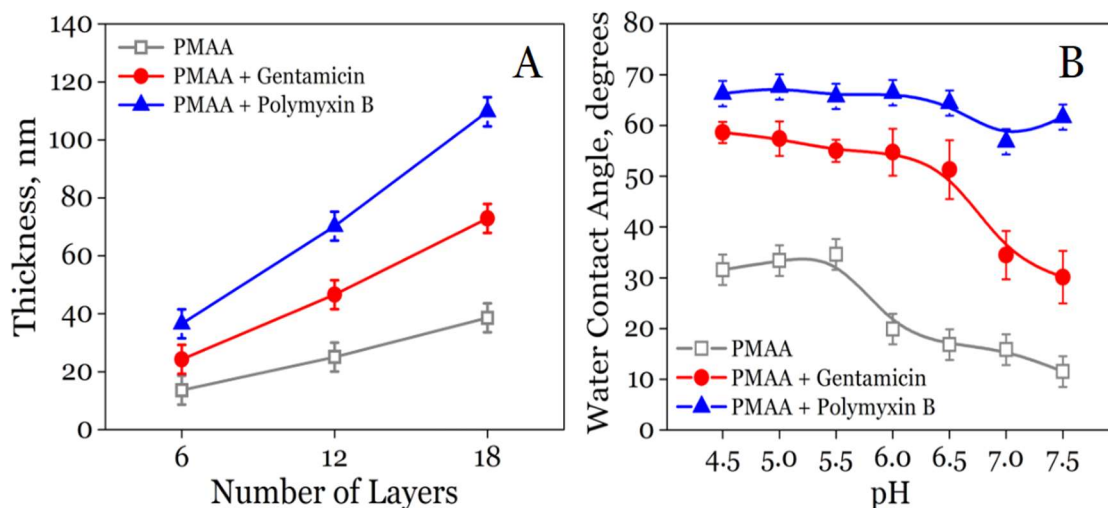 A
PMAA
PMAA + Gentamicin
PMAA + Polymyxin B
Thickness, nm
140
120
100
80
60
40
20
0
6 12 18
Number of Layers
B
Water Contact Angle, degrees
80
70
60
50
40
30
20
10
0
PMAA
PMAA + Gentamicin
PMAA + Polymyxin B
4.5 5.0 5.5 6.0 6.5 7.0 7.5
pH